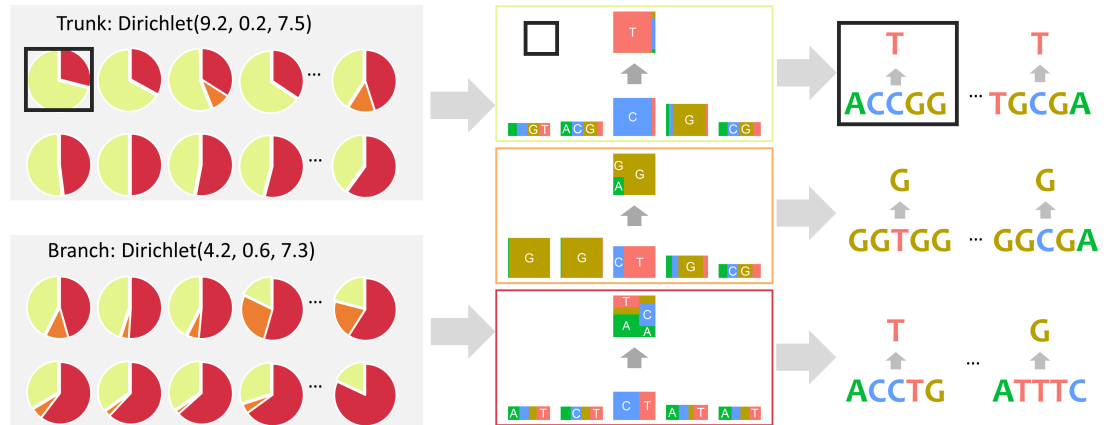 Trunk: Dirichlet(9.2, 0.2, 7.5)
...
...
Branch: Dirichlet(4.2, 0.6, 7.3)
...
...
T
C
G T
A C G
G
C G
G
A
G
G
G
C T
G
C G
T
C
A
A
C T
A T
C T
A T
A T
T T
ACCGG ... TGCGA
G G
GGTGG ... GGCGA
T G
...
ACCTG ATTTC